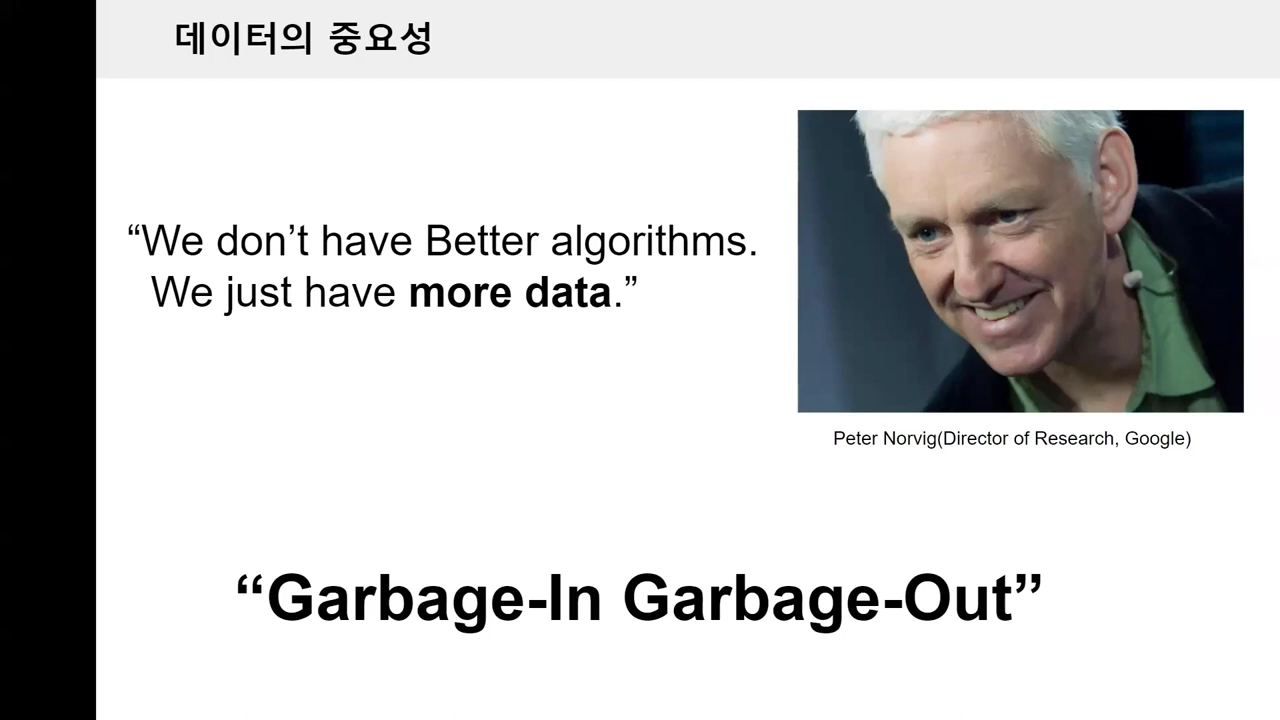 데이터의 중요성
“We don’t have Better algorithms.
We just have more data.”
Peter Norvig(Director of Research, Google)
“Garbage-In Garbage-Out”